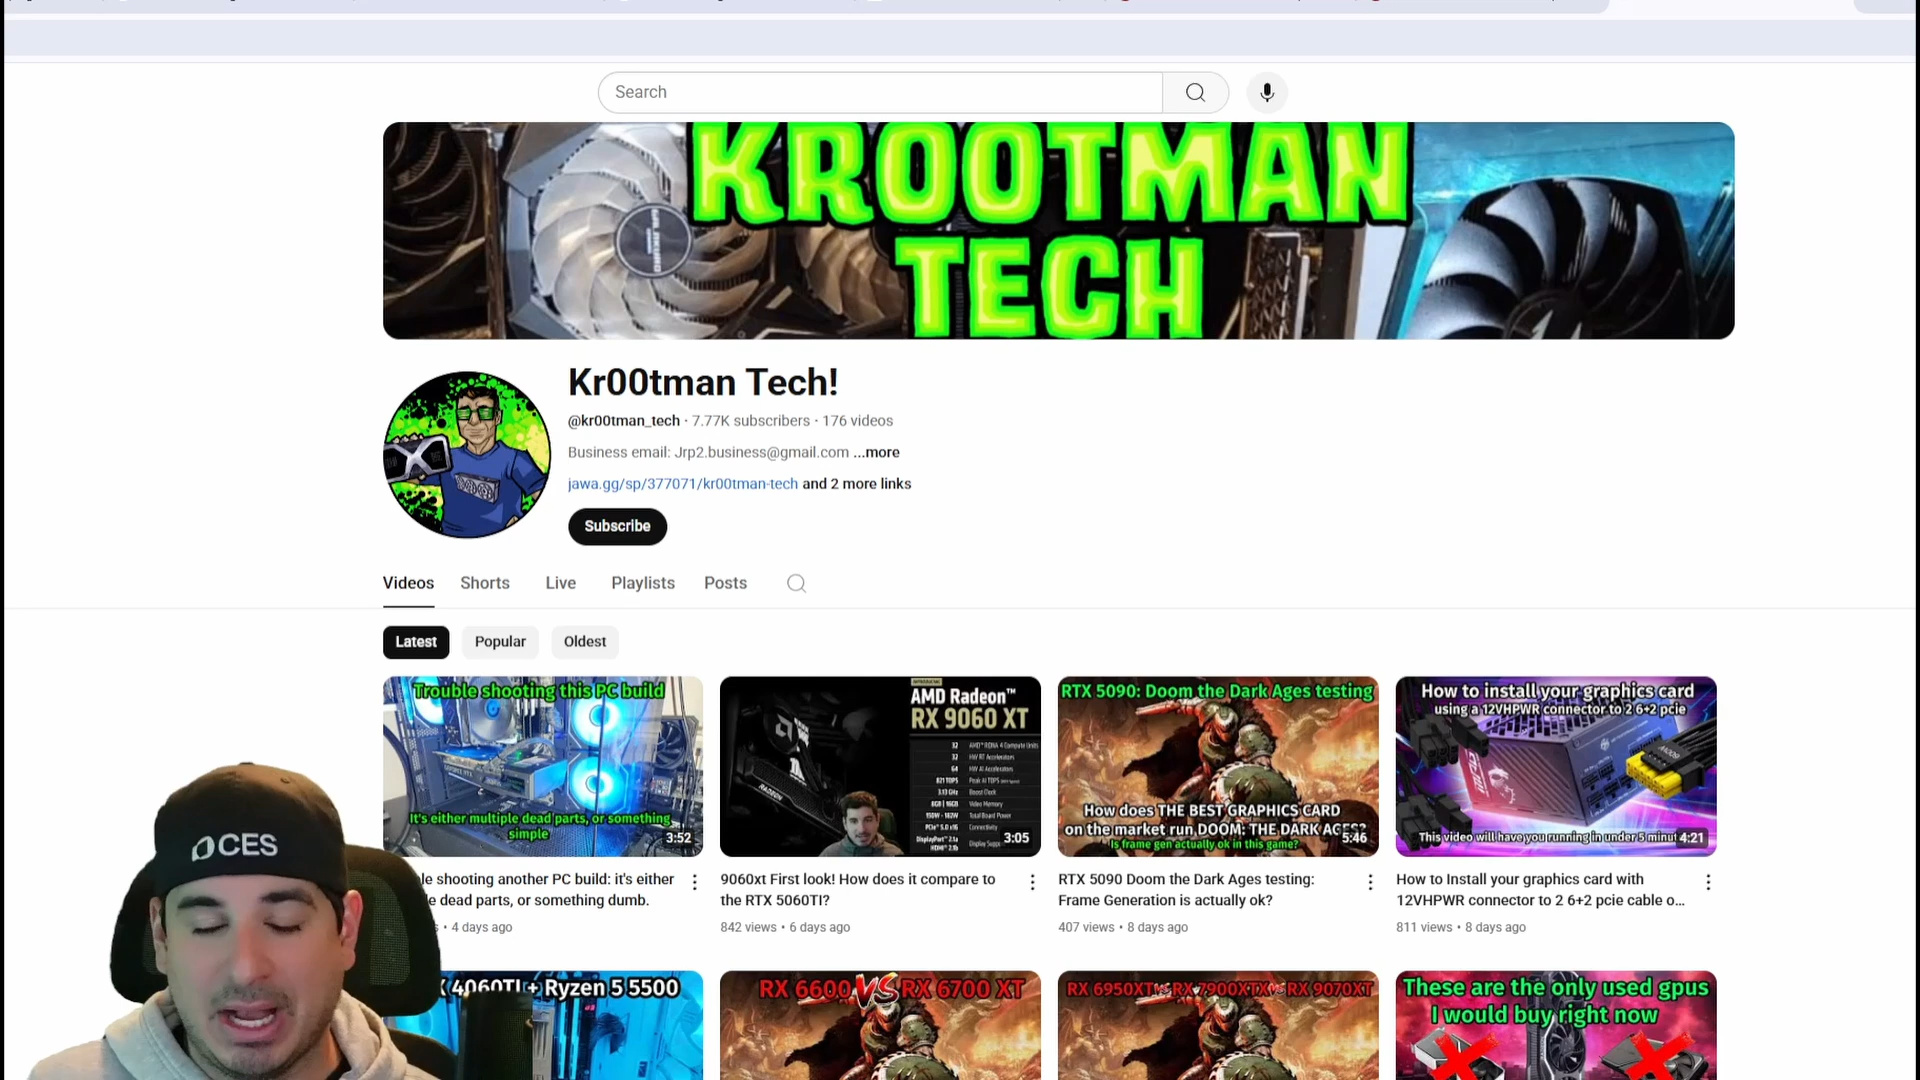 Search
KROOTMAN
TECH
Kr00tman Tech!
@kr00tman_tech · 7.77K subscribers · 176 videos
Business email: Jrp2.business@gmail.com ...more
jawa.gg/sp/377071/kr00tman-tech and 2 more links
Subscribe
Videos Shorts Live Playlists Posts
Latest Popular Oldest
Trouble shooting this PC build
It's either multiple dead parts, or something
simple
3:52
AMD Radeon™
RX 9060 XT
3:05
RTX 5090: Doom the Dark Ages testing
How does THE BEST GRAPHICS CARD
on the market run DOOM: THE DARK AGES?
Is frame gen actually ok in this game?
5:46
How to install your graphics card
using a 12VHPWR connector to 2 6+2 pcie
This video will have you running in under 5 minut
4:21
le shooting another PC build: it's either
e dead parts, or something dumb.
s • 4 days ago
9060xt First look! How does it compare to
the RTX 5060TI?
842 views • 6 days ago
RTX 5090 Doom the Dark Ages testing:
Frame Generation is actually ok?
407 views • 8 days ago
How to Install your graphics card with
12VHPWR connector to 2 6+2 pcie cable o...
811 views • 8 days ago
CES
4060TI + Ryzen 5 5500
RX 6600 VS RX 6700 XT
RX 6950XT VS RX 7900XTX VS RX 9070XT
These are the only used gpus
I would buy right now